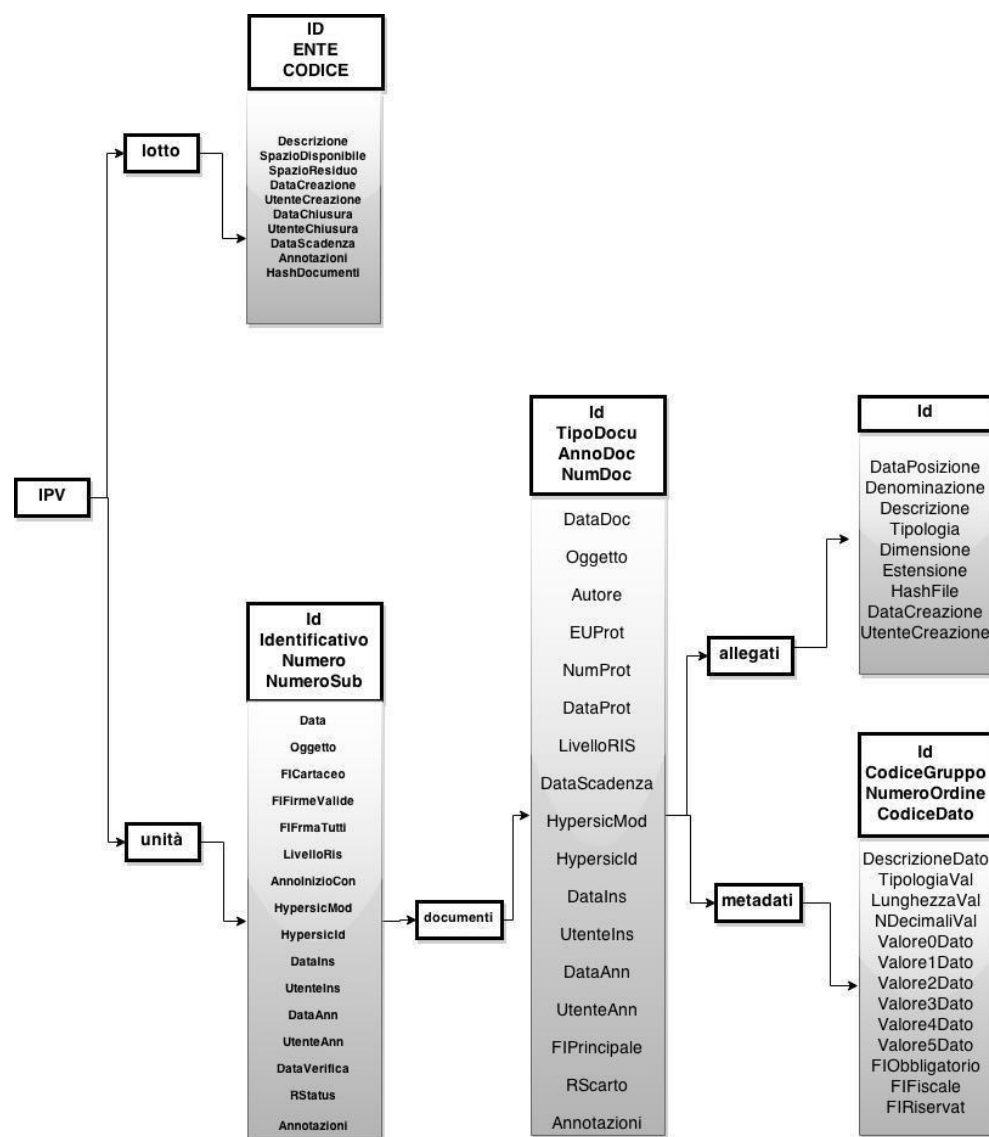 ID
ENTE
CODICE
Descrizione
SpazioDisponibile
SpazioResiduo
DataCreazione
UtenteCreazione
DataChiusura
UtenteChiusura
DataScadenza
Annotazioni
HashDocumenti
lotto
IPV
unità
Id
Identificativo
Numero
NumeroSub
Data
Oggetto
FlCartaceo
FlFirmeValide
FlFrmaTutti
LivelloRis
AnnoInizioCon
HypersicMod
HypersicId
DataIns
UtenteIns
DataAnn
UtenteAnn
DataVerifica
RStatus
Annotazioni
documenti
Id
TipoDocu
AnnoDoc
NumDoc
DataDoc
Oggetto
Autore
EUProt
NumProt
DataProt
LivelloRIS
DataScadenza
HypersicMod
HypersicId
DataIns
UtenteIns
DataAnn
UtenteAnn
FlPrincipale
RScarto
Annotazioni
allegati
Id
DataPosizione
Denominazione
Descrizione
Tipologia
Dimensione
Estensione
HashFile
DataCreazione
UtenteCreazione
metadati
Id
CodiceGruppo
NumeroOrdine
CodiceDato
DescrizioneDato
TipologiaVal
LunghezzaVal
NDecimaliVal
Valore0Dato
Valore1Dato
Valore2Dato
Valore3Dato
Valore4Dato
Valore5Dato
FlObbligatorio
FlFiscale
FlRiservat